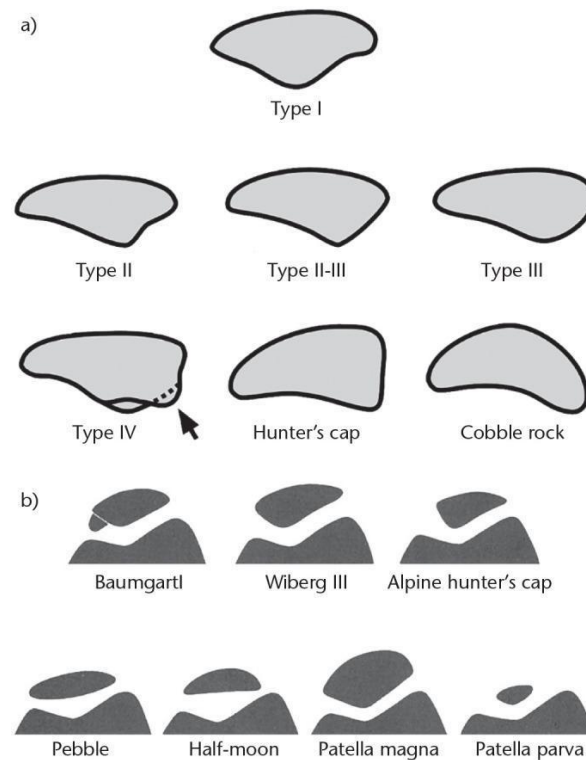 a)
Type I
Type II Type II-III Type III
Type IV Hunter's cap Cobble rock
b)
Baumgartl Wiberg III Alpine hunter's cap
Pebble Half-moon Patella magna Patella parva